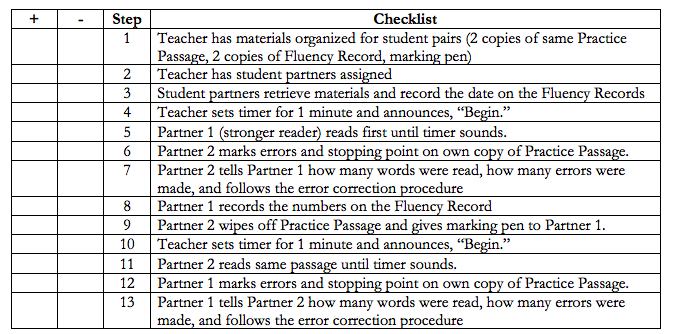 + - Step Checklist
1 Teacher has materials organized for student pairs (2 copies of same Practice
Passage, 2 copies of Fluency Record, marking pen)
2 Teacher has student partners assigned
3 Student partners retrieve materials and record the date on the Fluency Records
4 Teacher sets timer for 1 minute and announces, “Begin.”
5 Partner 1 (stronger reader) reads first until timer sounds.
6 Partner 2 marks errors and stopping point on own copy of Practice Passage.
7 Partner 2 tells Partner 1 how many words were read, how many errors were
made, and follows the error correction procedure
8 Partner 1 records the numbers on the Fluency Record
9 Partner 2 wipes off Practice Passage and gives marking pen to Partner 1.
10 Teacher sets timer for 1 minute and announces, “Begin.”
11 Partner 2 reads same passage until timer sounds.
12 Partner 1 marks errors and stopping point on own copy of Practice Passage.
13 Partner 1 tells Partner 2 how many words were read, how many errors were
made, and follows the error correction procedure